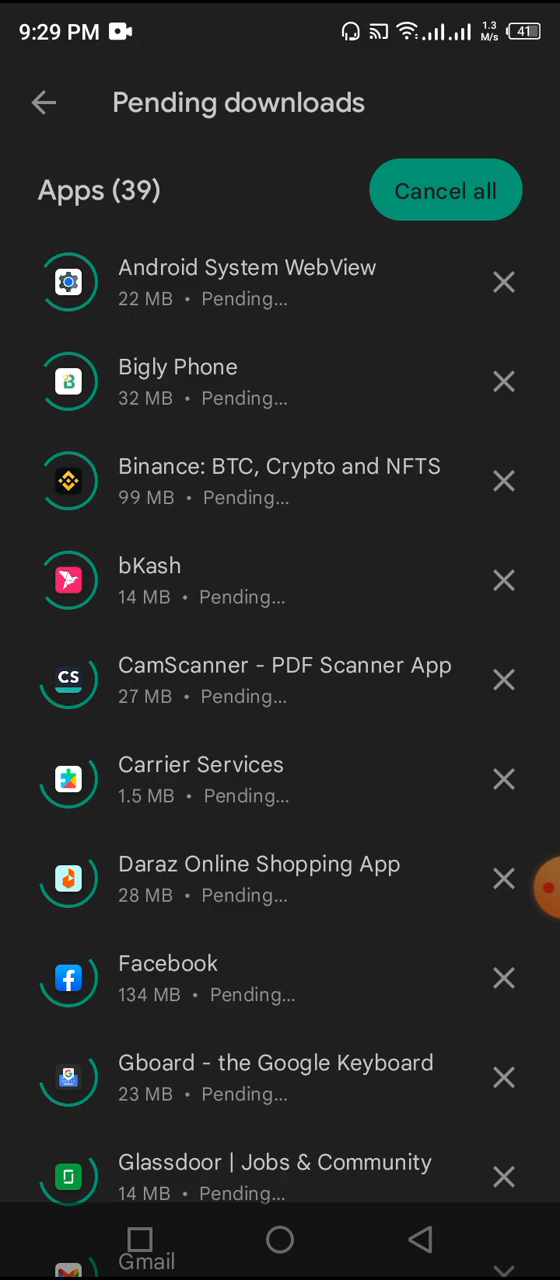 9:29 PM
1.3
M/s
41
Pending downloads
Apps (39)
Cancel all
Android System WebView
22 MB • Pending...
Bigly Phone
32 MB • Pending...
Binance: BTC, Crypto and NFTS
99 MB • Pending...
bKash
14 MB • Pending...
CS
CamScanner - PDF Scanner App
27 MB • Pending...
Carrier Services
1.5 MB • Pending...
Daraz Online Shopping App
28 MB • Pending...
Facebook
134 MB • Pending...
Gboard - the Google Keyboard
23 MB • Pending...
Glassdoor | Jobs & Community
14 MB • Pending...
Gmail